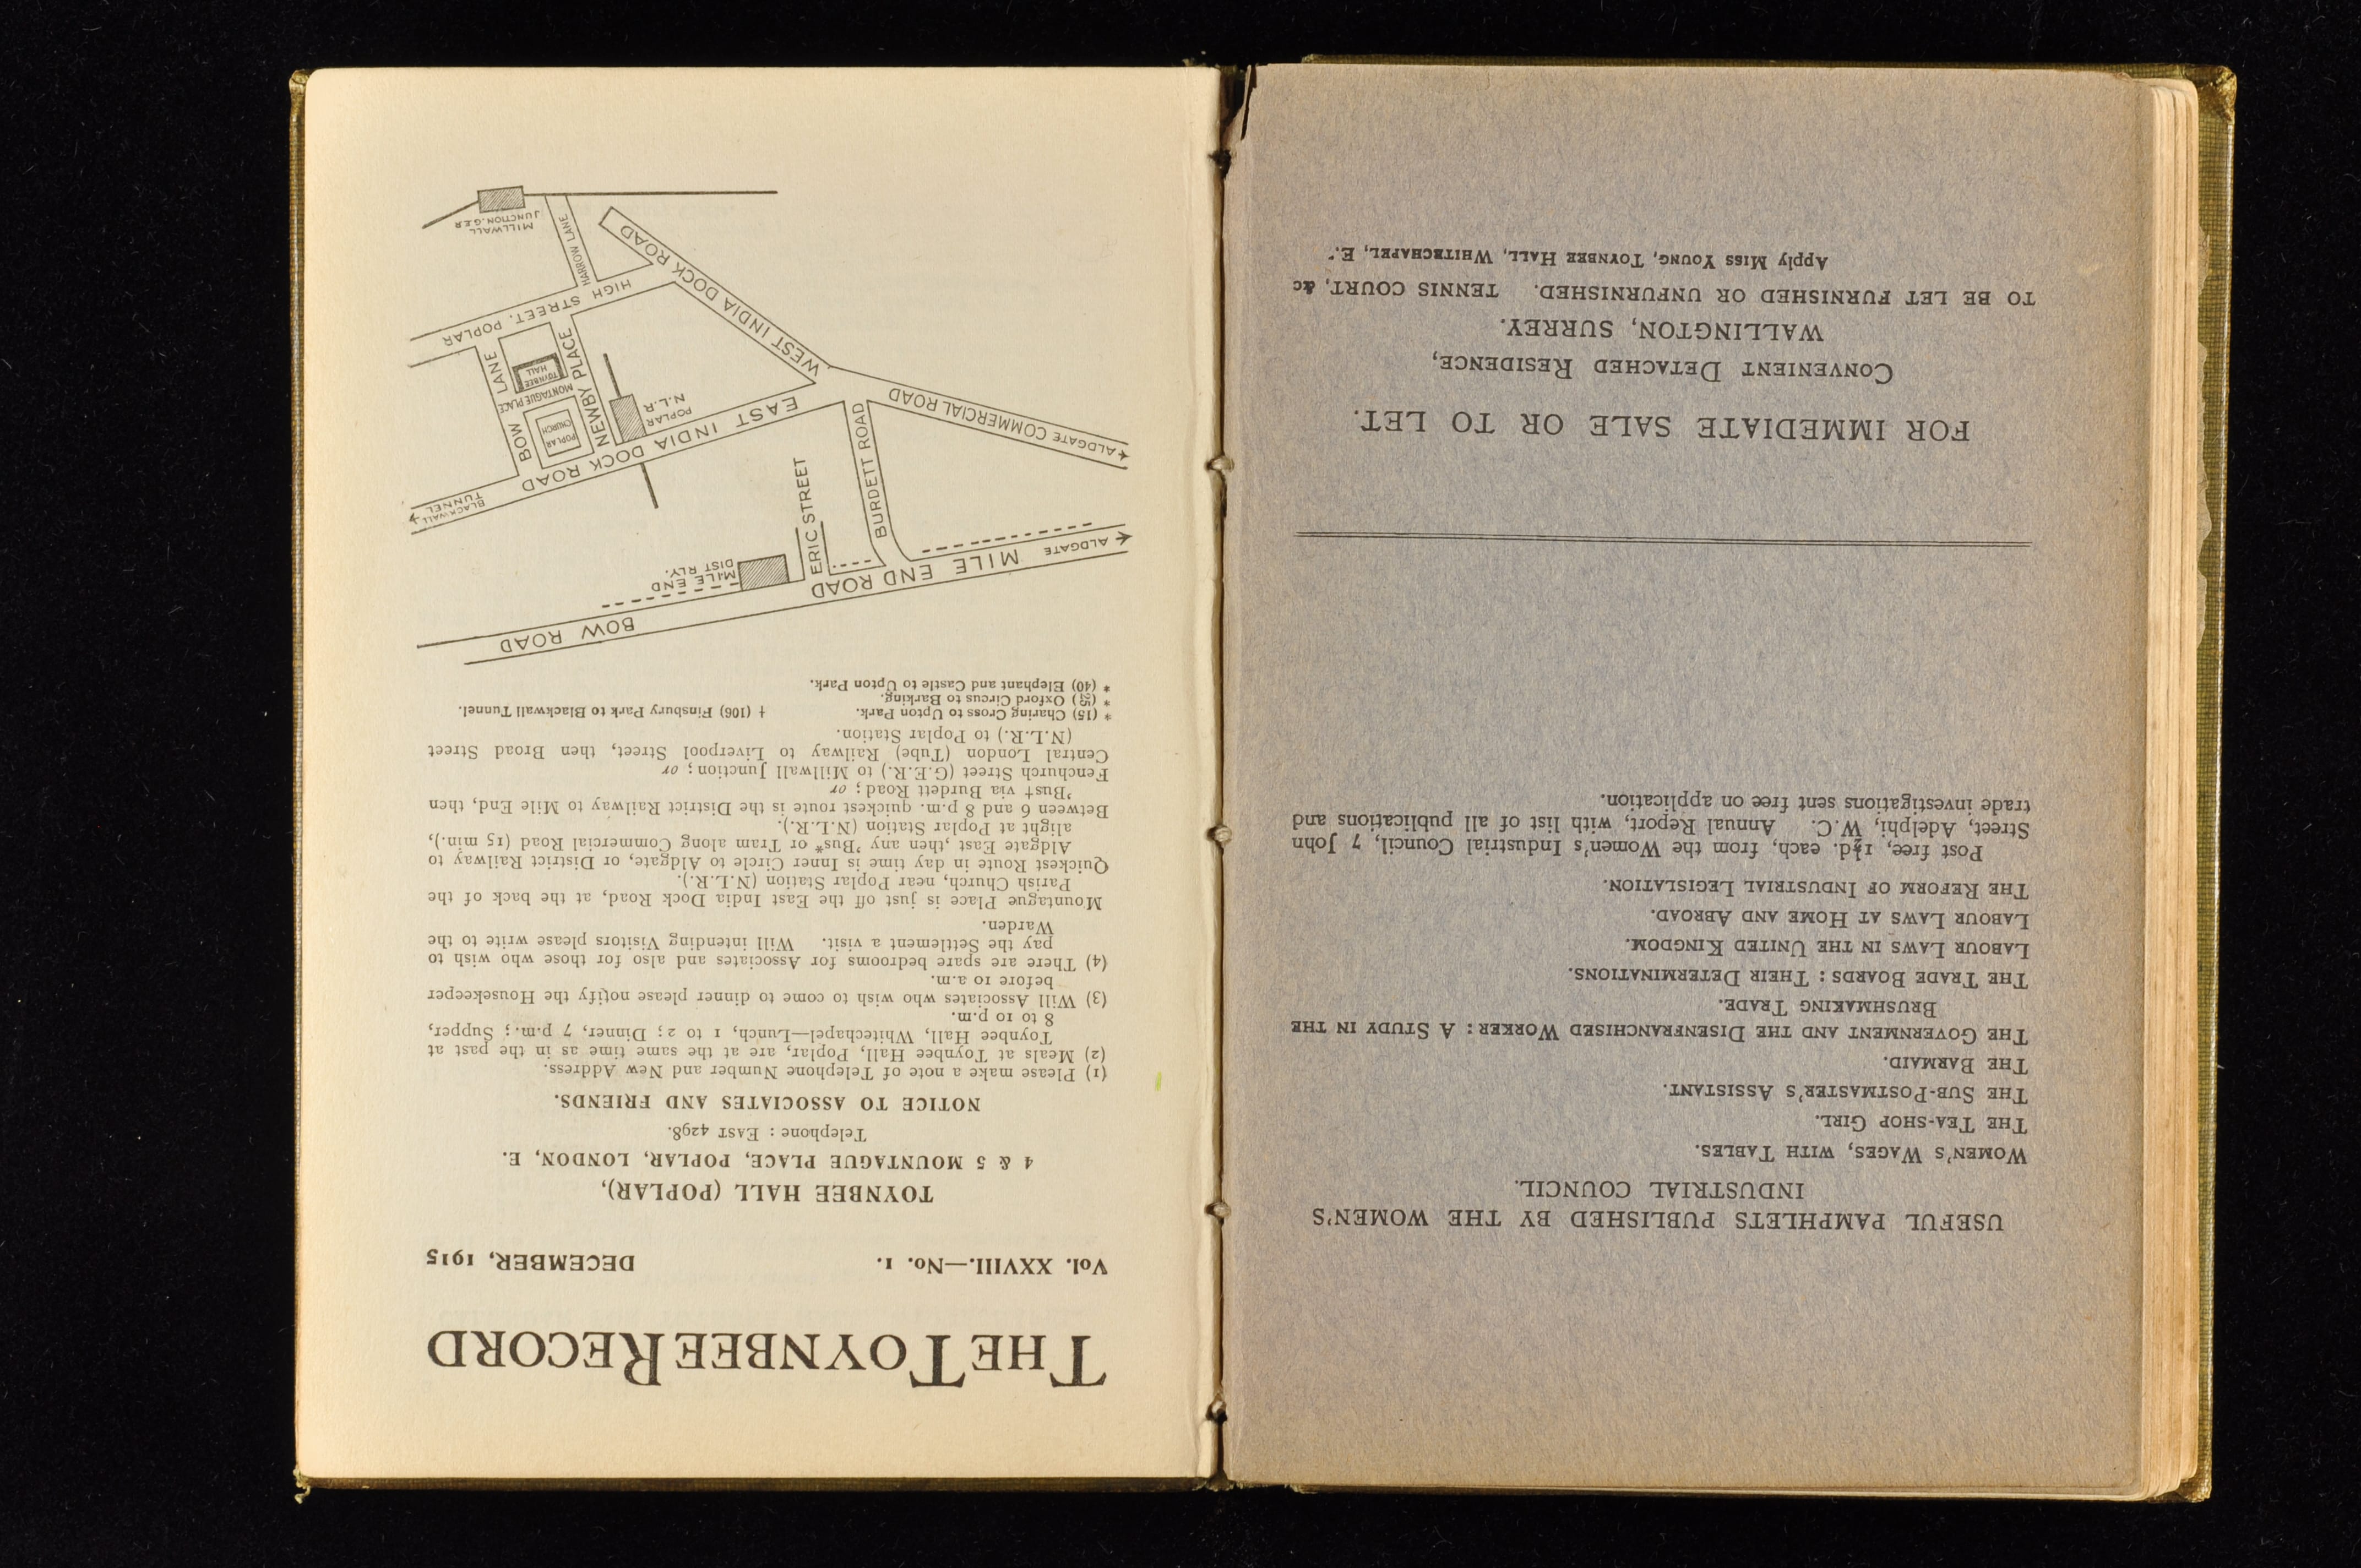 USEFUL PAMPHLETS PUBLISHED BY THE WOMEN'S
INDUSTRIAL COUNCIL.
WOMEN'S WAGES, WITH TABLES.
THE TEA-SHOP GIRL.
THE SUB-POSTMASTER'S ASSISTANT.
THE BARMAID.
THE GOVERNMENT AND THE DISENFRANCHISED WORKER: A STUDY IN THE
BRUSHMAKING TRADE.
THE TRADE BOARDS: THEIR DETERMINATIONS.
LABOUR LAWS IN THE UNITED KINGDOM.
LABOUR LAWS AT HOME AND ABROAD.
THE REFORM OF INDUSTRIAL LEGISLATION.
Post free, 1½d. each, from the Women's Industrial Council, 7 John
Street, Adelphi, W.C. Annual Report, with list of all publications and
trade investigations sent free on application.
FOR IMMEDIATE SALE OR TO LET.
CONVENIENT DETACHED RESIDENCE,
WALLINGTON, SURREY.
TO BE LET FURNISHED OR UNFURNISHED. TENNIS COURT, &c
Apply MISS YOUNG, TOYNBEE HALL, WHITECHAPEL, E.
THE TOYNBEE RECORD
Vol. XXVIII.—No. 1. DECEMBER, 1915
TOYNBEE HALL (POPLAR),
4 & 5 MOUNTAGUE PLACE, POPLAR, LONDON, E.
Telephone: EAST 4298.
NOTICE TO ASSOCIATES AND FRIENDS.
(1) Please make a note of Telephone Number and New Address.
(2) Meals at Toynbee Hall, Poplar, are at the same time as in the past at
Toynbee Hall, Whitechapel—Lunch, 1 to 2; Dinner, 7 p.m.; Supper,
8 to 10 p.m.
(3) Will Associates who wish to come to dinner please notify the Housekeeper
before 10 a.m.
(4) There are spare bedrooms for Associates and also for those who wish to
pay the Settlement a visit. Will intending Visitors please write to the
Warden.
Mountague Place is just off the East India Dock Road, at the back of the
Parish Church, near Poplar Station (N.L.R.).
Quickest Route in day time is Inner Circle to Aldgate, or District Railway to
Aldgate East, then any 'Bus* or Tram along Commercial Road (15 min.),
alight at Poplar Station (N.L.R.).
Between 6 and 8 p.m. quickest route is the District Railway to Mile End, then
'Bus† via Burdett Road; or
Fenchurch Street (G.E.R.) to Millwall Junction; or
Central London (Tube) Railway to Liverpool Street, then Broad Street
(N.L.R.) to Poplar Station.
* (15) Charing Cross to Upton Park. † (106) Finsbury Park to Blackwall Tunnel.
* Oxford Circus to Barking.
* (40) Elephant and Castle to Upton Park.
BOW ROAD
MILE END ROAD
ALDGATE
MILE END
DIST RLY.
ERIC STREET
BURDETT ROAD
BLACKWALL
TUNNEL
EAST INDIA DOCK ROAD
ALDGATE COMMERCIAL ROAD
BOW LANE
POPLAR
CHURCH
NEWBY PLACE
POPLAR
N.L.R.
MONTAGUE PLACE
TOYNBEE
HALL
WEST INDIA DOCK ROAD
HIGH STREET. POPLAR
HARROW LANE
MILLWALL
JUNCTION. G.E.R